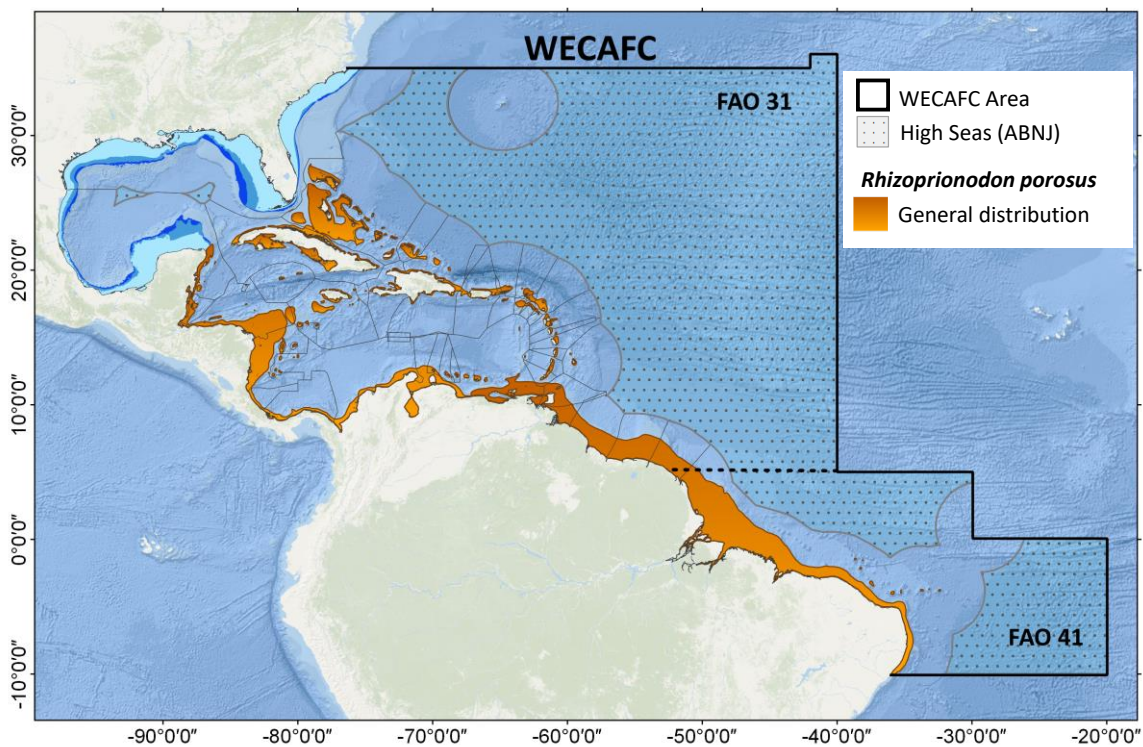 WECAFC
FAO 31
WECAFC Area
High Seas (ABNJ)
Rhizoprionodon porosus
General distribution
FAO 41
30°0'0"
20°0'0"
10°0'0"
0°0'0"
-10°0'0"
-90°0'0"
-80°0'0"
-70°0'0"
-60°0'0"
-50°0'0"
-40°0'0"
-30°0'0"
-20°0'0"